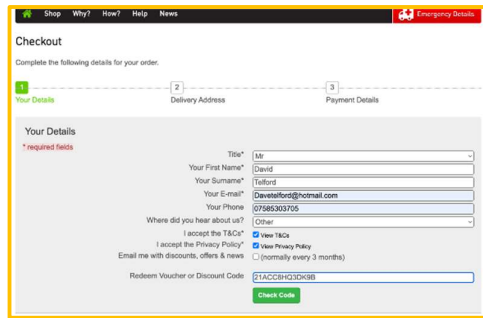 Shop Why? How? Help News Emergency Details
Checkout
Complete the following details for your order.
1 2 3
Your Details Delivery Address Payment Details
Your Details
* required fields
Title* Mr
Your First Name* David
Your Surname* Telford
Your E-mail* Davetelford@hotmail.com
Your Phone 07585303705
Where did you hear about us? Other
I accept the T&Cs* View T&Cs
I accept the Privacy Policy* View Privacy Policy
Email me with discounts, offers & news (normally every 3 months)
Redeem Voucher or Discount Code 21ACC8HQ3DK9B
Check Code